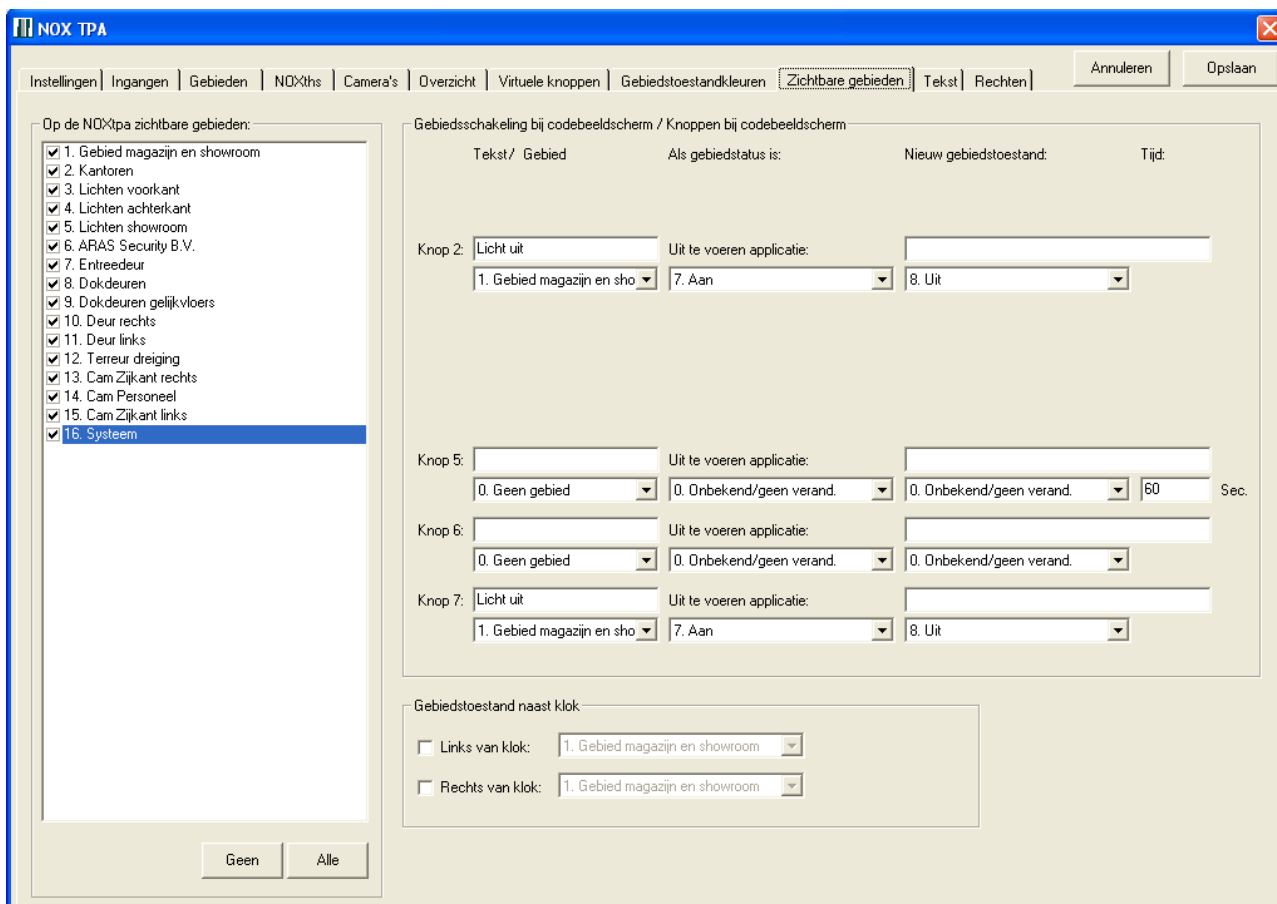 NOX TPA
Instellingen Ingangen Gebieden NOXths Camera's Overzicht Virtuele knoppen Gebiedstoestandkleuren Zichtbare gebieden Tekst Rechten Annuleren Opslaan
Op de NOXtpa zichtbare gebieden:
1. Gebied magazijn en showroom
2. Kantoren
3. Lichten voorkant
4. Lichten achterkant
5. Lichten showroom
6. ARAS Security B.V.
7. Entreedeur
8. Dokdeuren
9. Dokdeuren gelijkvloers
10. Deur rechts
11. Deur links
12. Terreur dreiging
13. Cam Zijkant rechts
14. Cam Personeel
15. Cam Zijkant links
16. Systeem
Geen Alle
Gebiedsschakeling bij codebeeldscherm / Knoppen bij codebeeldscherm
Tekst/ Gebied Als gebiedstatus is: Nieuw gebiedstoestand: Tijd:
Knop 2: Licht uit Uit te voeren applicatie:
1. Gebied magazijn en sho 7. Aan 8. Uit
Knop 5: Uit te voeren applicatie:
0. Geen gebied 0. Onbekend/geen verand. 0. Onbekend/geen verand. 60 Sec.
Knop 6: Uit te voeren applicatie:
0. Geen gebied 0. Onbekend/geen verand. 0. Onbekend/geen verand.
Knop 7: Licht uit Uit te voeren applicatie:
1. Gebied magazijn en sho 7. Aan 8. Uit
Gebiedstoestand naast klok
Links van klok: 1. Gebied magazijn en showroom
Rechts van klok: 1. Gebied magazijn en showroom